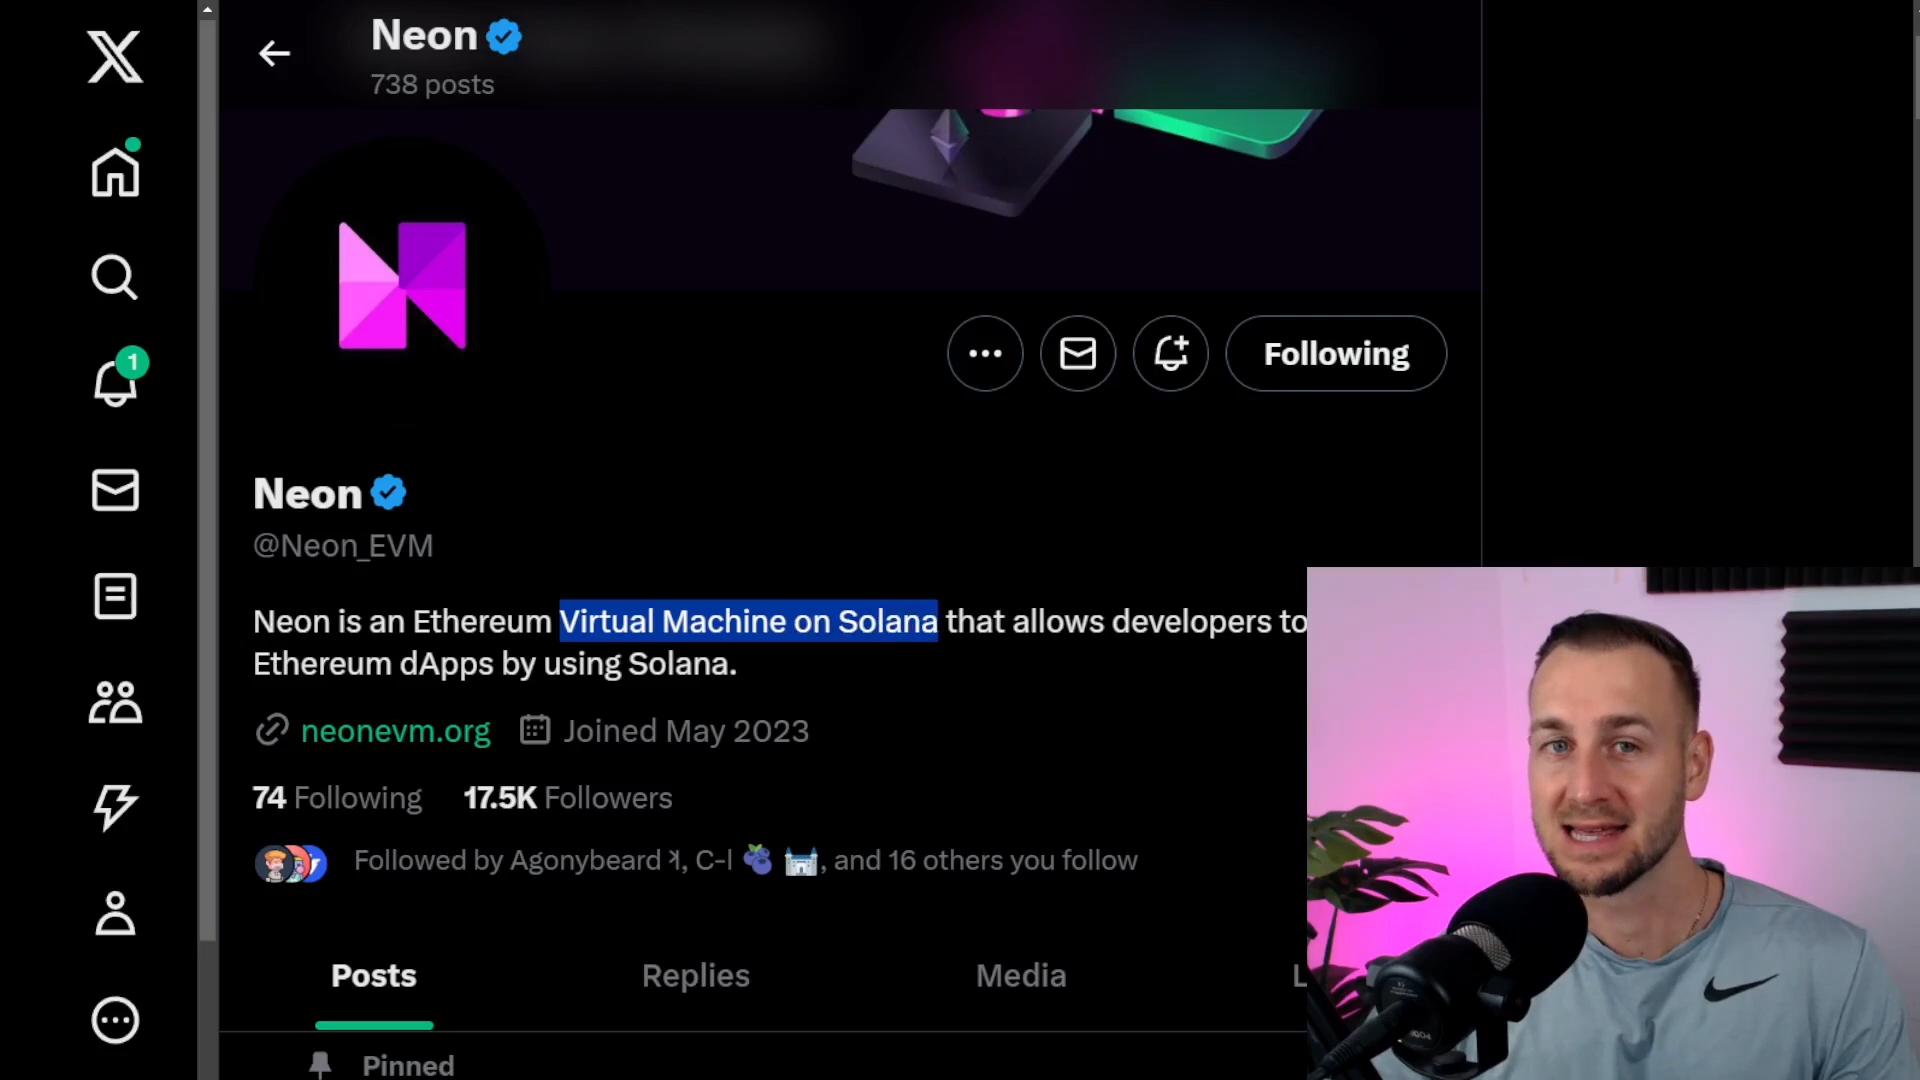 Neon
738 posts
1
Following
Neon
@Neon_EVM
Neon is an Ethereum Virtual Machine on Solana that allows developers to
Ethereum dApps by using Solana.
neonevm.org Joined May 2023
74 Following 17.5K Followers
Followed by Agonybeard, C-l 🫐 🏰, and 16 others you follow
Posts Replies Media L
Pinned